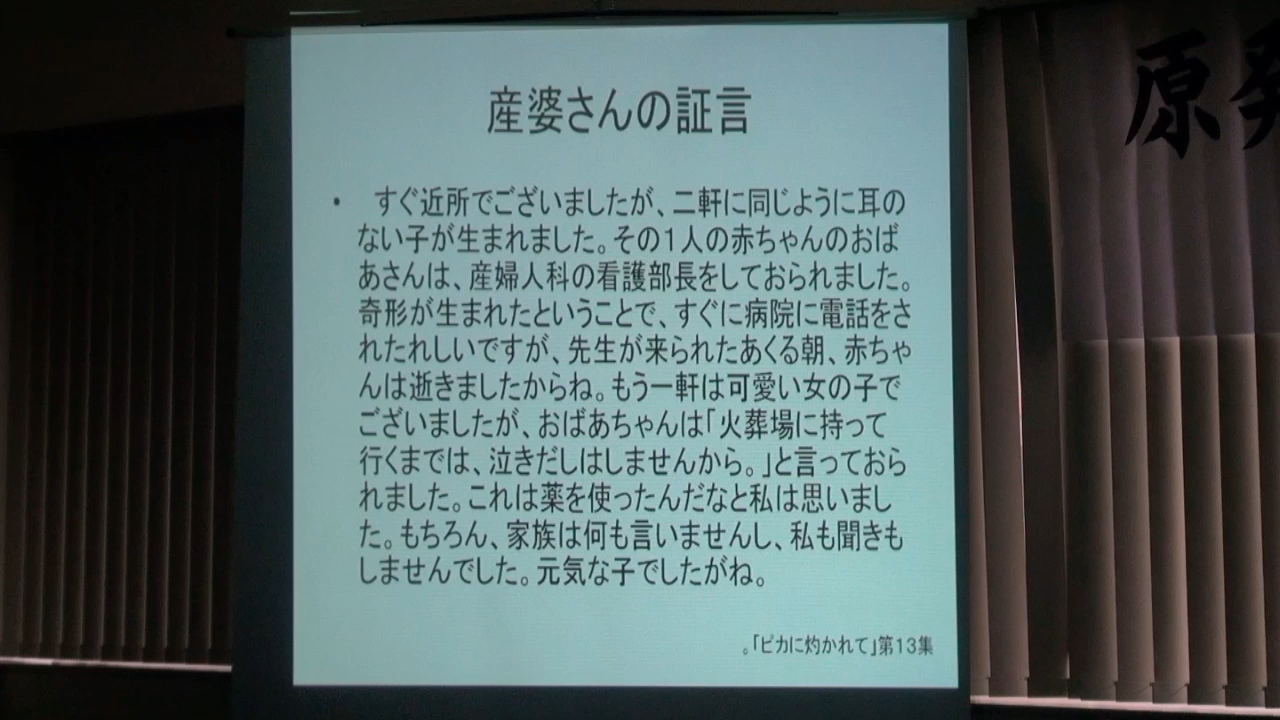 産婆さんの証言
・ すぐ近所でございましたが、二軒に同じように耳の
ない子が生まれました。その1人の赤ちゃんのおば
あさんは、産婦人科の看護部長をしておられました。
奇形が生まれたということで、すぐに病院に電話をさ
れたれしいですが、先生が来られたあくる朝、赤ちゃ
んは逝きましたからね。もう一軒は可愛い女の子で
ございましたが、おばあちゃんは「火葬場に持って
行くまでは、泣きだしはしませんから。」と言っておら
れました。これは薬を使ったんだなと私は思いまし
た。もちろん、家族は何も言いませんし、私も聞きも
しませんでした。元気な子でしたがね。
。「ピカに灼かれて」第13集
原発